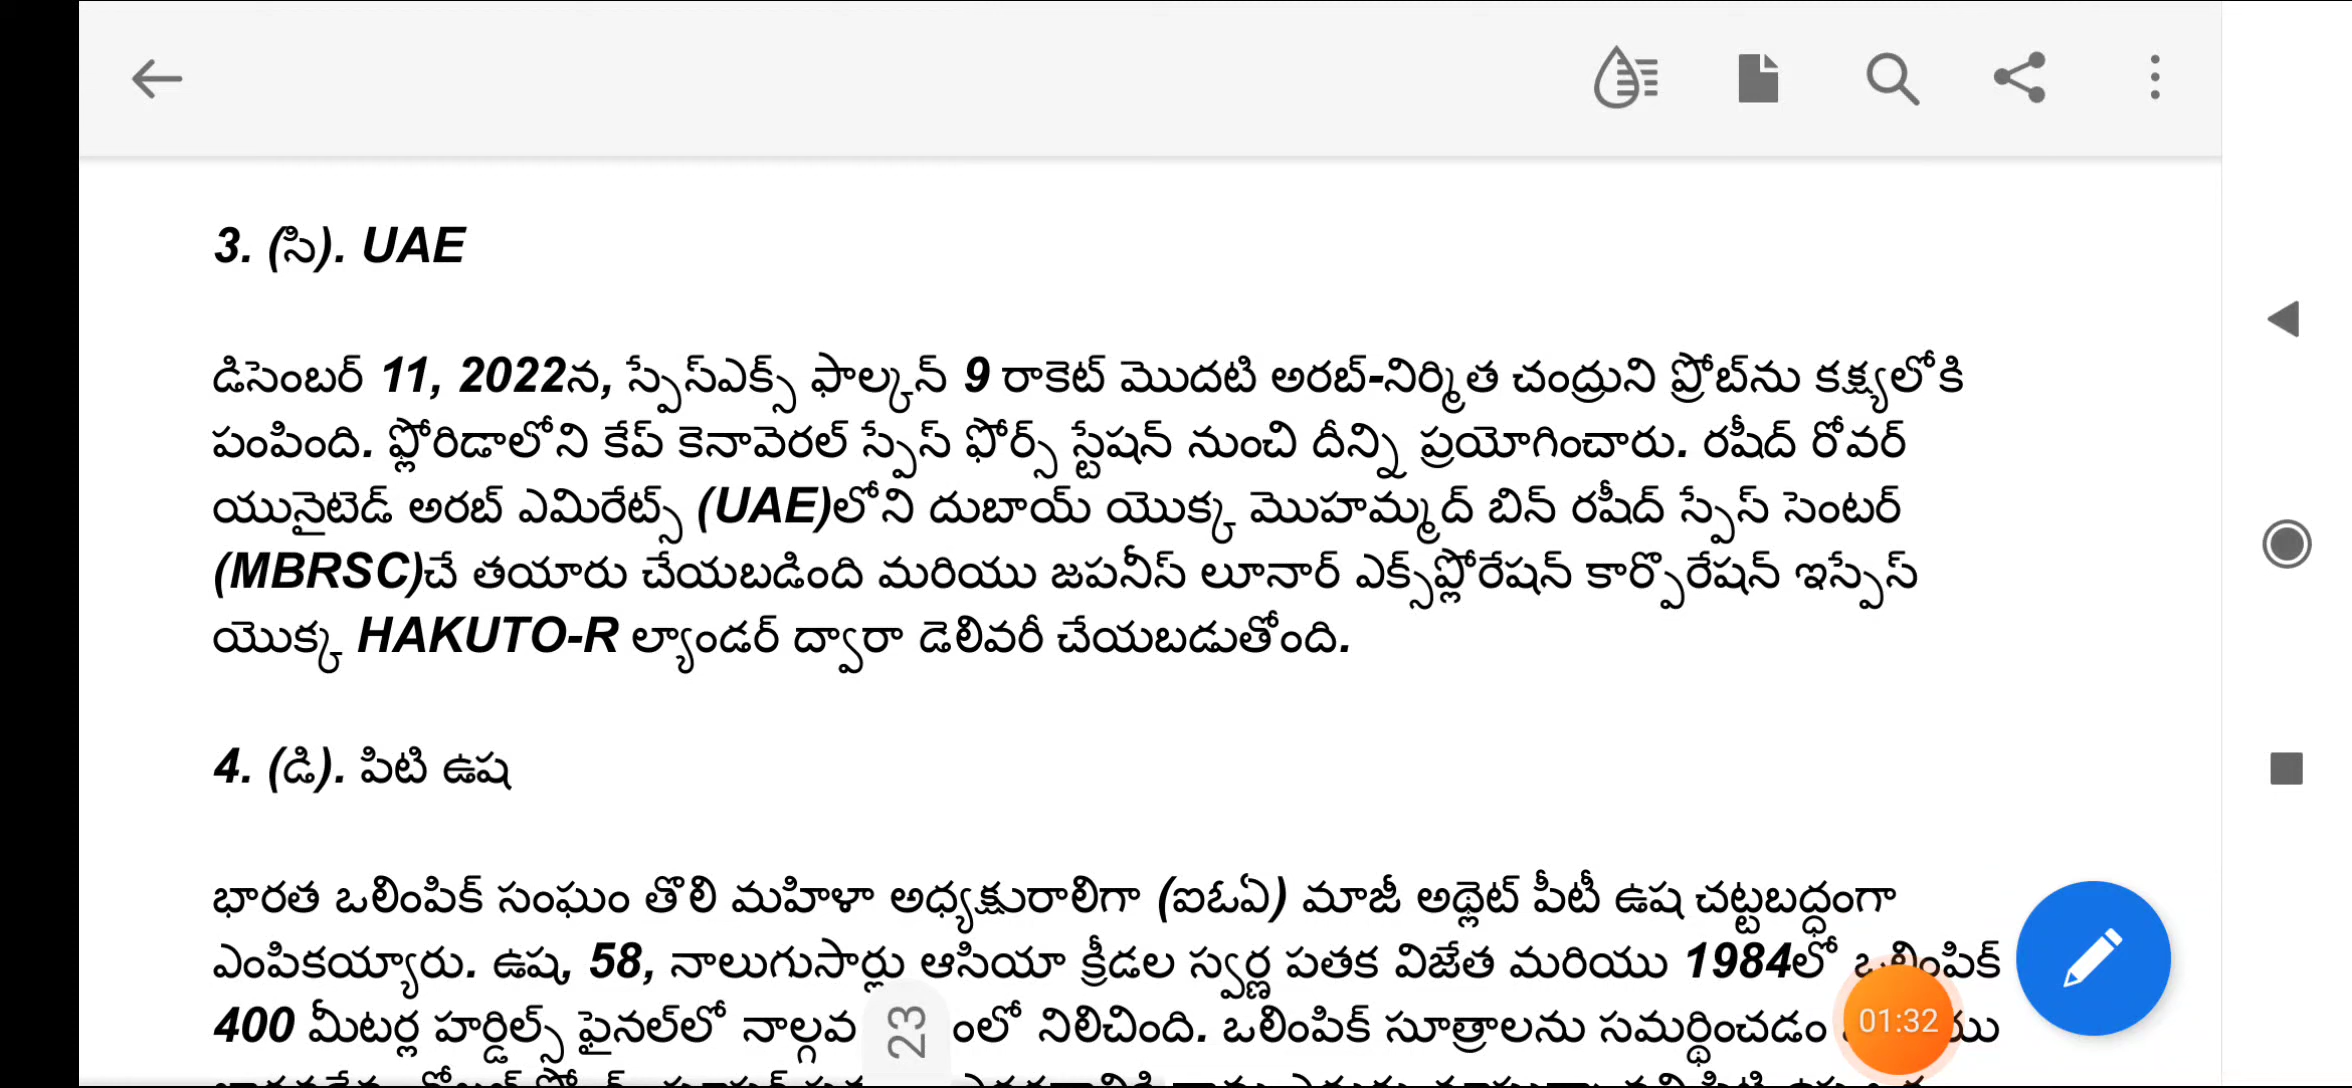 3. (సి). UAE
డిసెంబర్ 11, 2022న, స్పేస్ఎక్స్ ఫాల్కన్ 9 రాకెట్ మొదటి అరబ్-నిర్మిత చంద్రుని ప్రోబ్‌ను కక్ష్యలోకి
పంపింది. ఫ్లోరిడాలోని కేప్ కెనావెరల్ స్పేస్ ఫోర్స్ స్టేషన్ నుంచి దీన్ని ప్రయోగించారు. రషీద్ రోవర్
యునైటెడ్ అరబ్ ఎమిరేట్స్ (UAE)లోని దుబాయ్ యొక్క మొహమ్మద్ బిన్ రషీద్ స్పేస్ సెంటర్
(MBRSC)చే తయారు చేయబడింది మరియు జపనీస్ లూనార్ ఎక్స్‌ప్లోరేషన్ కార్పొరేషన్ ఇస్పేస్
యొక్క HAKUTO-R ల్యాండర్ ద్వారా డెలివరీ చేయబడుతోంది.
4. (డి). పిటి ఉష
భారత ఒలింపిక్ సంఘం తొలి మహిళా అధ్యక్షురాలిగా (ఐఓఏ) మాజీ అథ్లెట్ పీటీ ఉష చట్టబద్ధంగా
ఎంపికయ్యారు. ఉష, 58, నాలుగుసార్లు ఆసియా క్రీడల స్వర్ణ పతక విజేత మరియు 1984లో ఒలింపిక్
400 మీటర్ల హర్డిల్స్ ఫైనల్‌లో నాల్గవ 23 ంలో నిలిచింది. ఒలింపిక్ సూత్రాలను సమర్థించడం 01:32